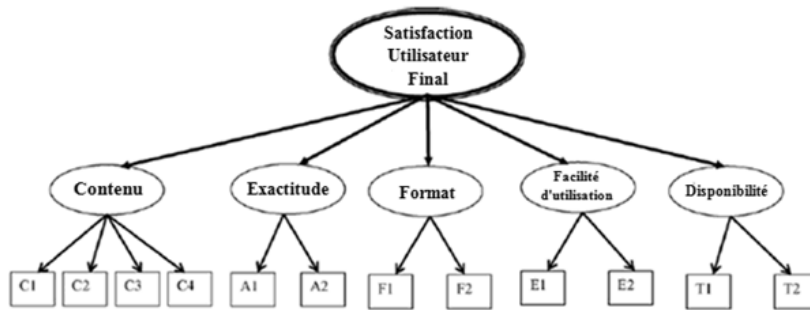 Satisfaction
Utilisateur
Final
Contenu
Exactitude
Format
Facilité
d'utilisation
Disponibilité
C1
C2
C3
C4
A1
A2
F1
F2
E1
E2
T1
T2